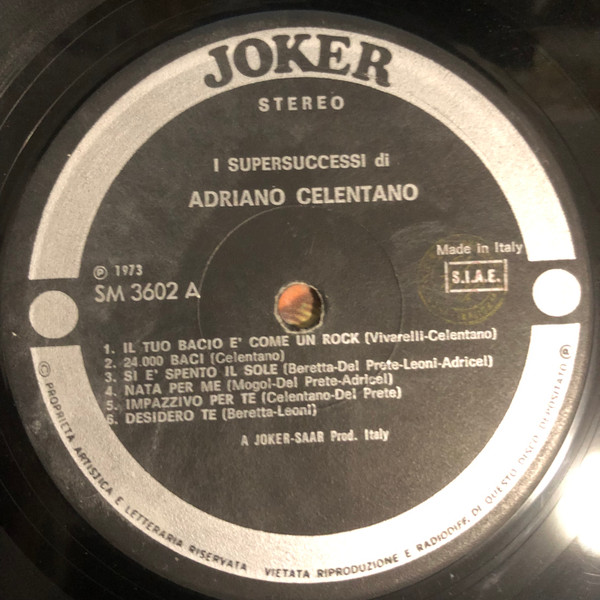 JOKER
STEREO
I SUPERSUCCESSI di
ADRIANO CELENTANO
℗ 1973
SM 3602 A
Made in Italy
S.I.A.E.
1. IL TUO BACIO E' COME UN ROCK (Vivarelli-Celentano)
2. 24.000 BACI (Celentano)
3. SI E' SPENTO IL SOLE (Beretta-Del Prete-Leoni-Adricel)
4. NATA PER ME (Mogol-Del Prete-Adricel)
5. IMPAZZIVO PER TE (Celentano-Del Prete)
6. DESIDERO TE (Beretta-Leoni)
A JOKER-SAAR Prod. Italy
© PROPRIETA ARTISTICA E LETTERARIA RISERVATA VIETATA RIPRODUZIONE E RADIODIFF. DI QUESTO DISCO DEPOSITATO ℗